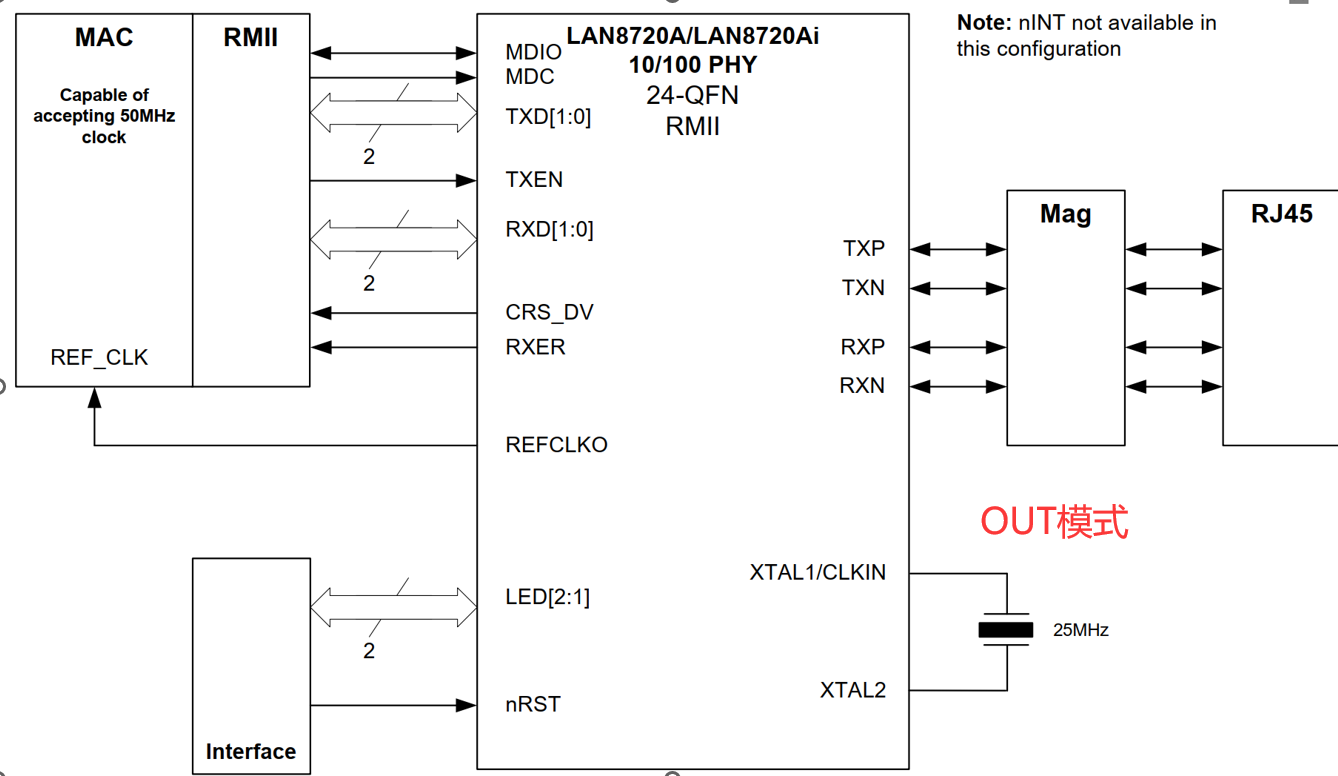 MAC
RMII
Capable of
accepting 50MHz
clock
REF_CLK
LAN8720A/LAN8720Ai
10/100 PHY
24-QFN
RMII
MDIO
MDC
TXD[1:0]
2
TXEN
RXD[1:0]
2
CRS_DV
RXER
REFCLKO
LED[2:1]
2
nRST
Interface
Note: nINT not available in
this configuration
TXP
TXN
RXP
RXN
Mag
RJ45
OUT模式
XTAL1/CLKIN
25MHz
XTAL2